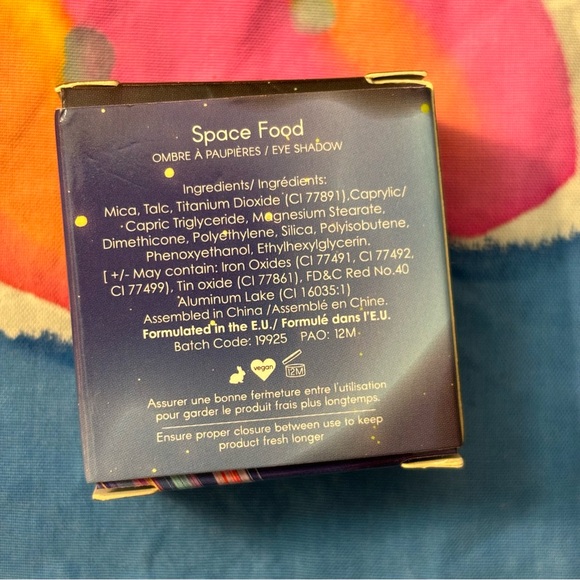 Space Food
OMBRE À PAUPIÈRES / EYE SHADOW
Ingredients/ Ingrédients:
Mica, Talc, Titanium Dioxide (CI 77891),Caprylic/
Capric Triglyceride, Magnesium Stearate,
Dimethicone, Polyethylene, Silica, Polyisobutene,
Phenoxyethanol, Ethylhexylglycerin.
[ +/- May contain: Iron Oxides (CI 77491, CI 77492,
CI 77499), Tin oxide (CI 77861), FD&C Red No.40
Aluminum Lake (CI 16035:1)
Assembled in China /Assemblé en Chine.
Formulated in the E.U./ Formulé dans l'E.U.
Batch Code: 19925 PAO: 12M
vegan
12M
Assurer une bonne fermeture entre l'utilisation
pour garder le produit frais plus longtemps.
Ensure proper closure between use to keep
product fresh longer